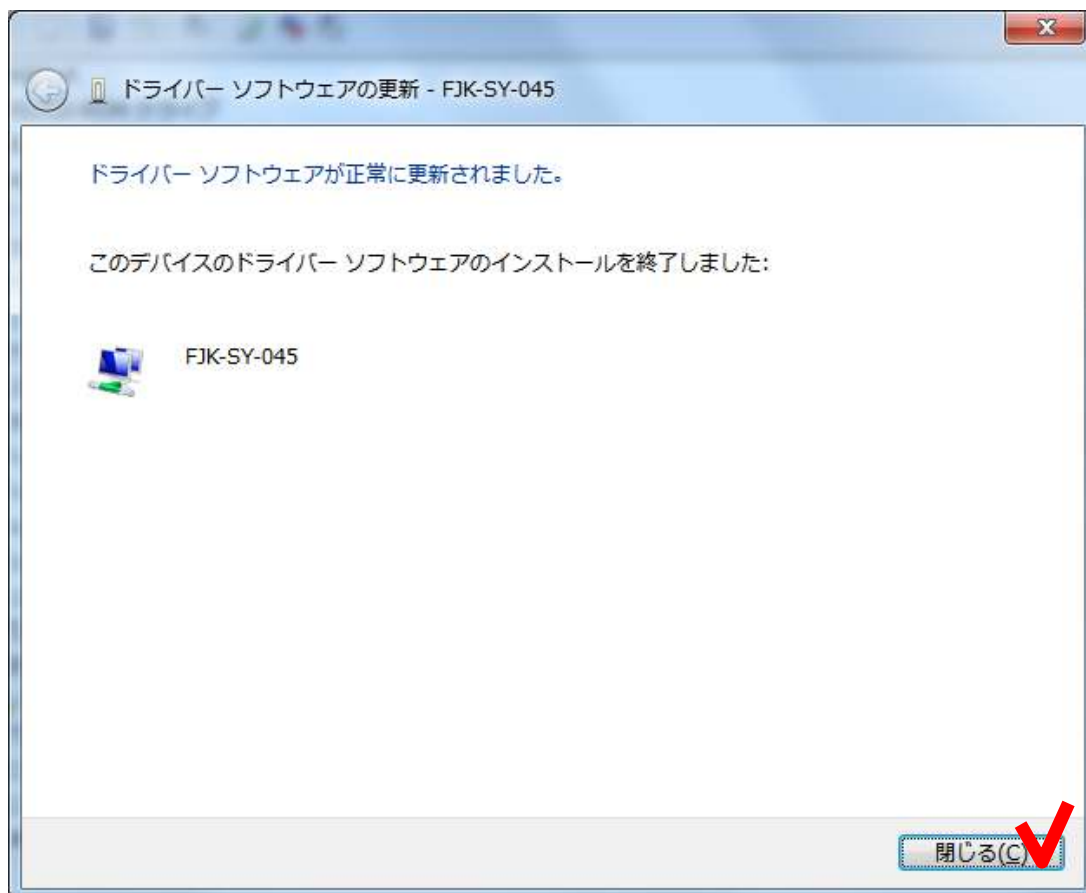 ドライバー ソフトウェアの更新 - FJK-SY-045
ドライバー ソフトウェアが正常に更新されました。
このデバイスのドライバー ソフトウェアのインストールを終了しました:
FJK-SY-045
閉じる(C)